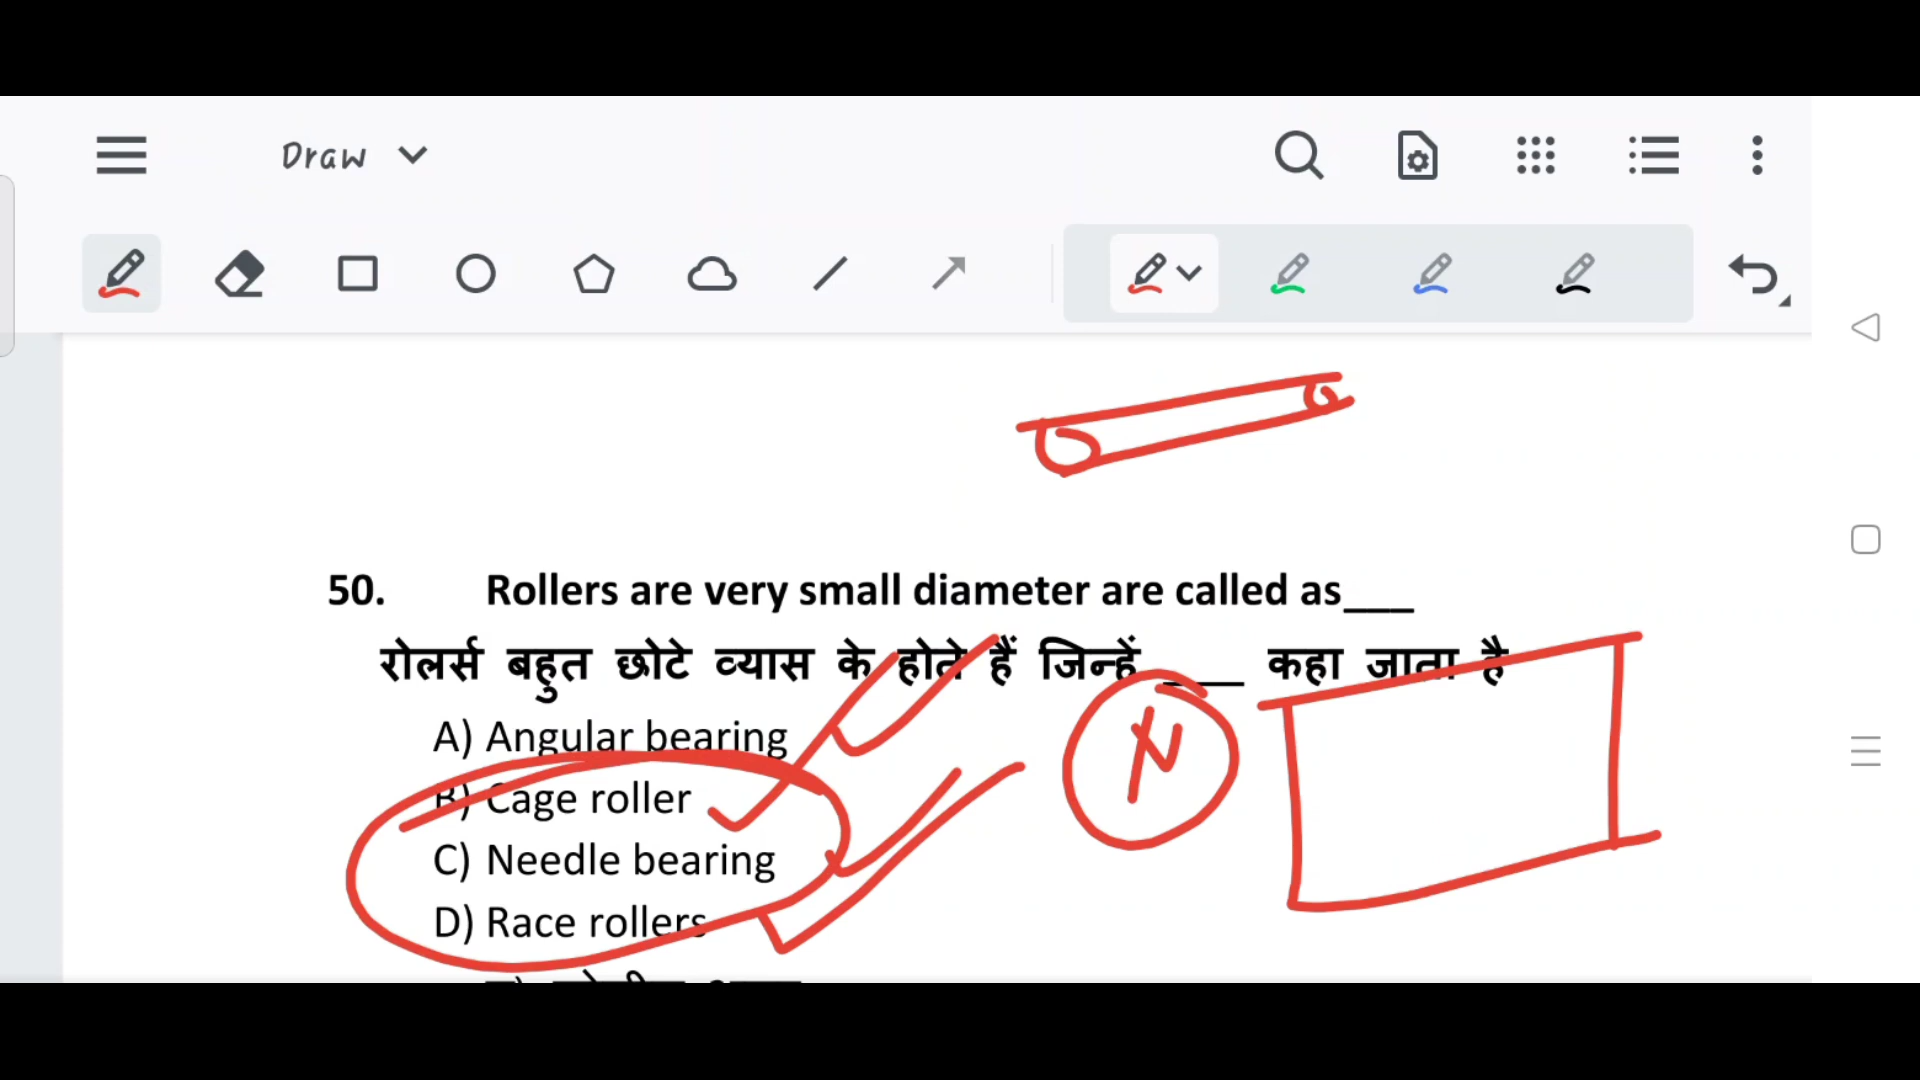 Draw
50. Rollers are very small diameter are called as___
रोलर्स बहुत छोटे व्यास के होते हैं जिन्हें ____ कहा जाता है
A) Angular bearing
B) Cage roller
N
C) Needle bearing
D) Race rollers